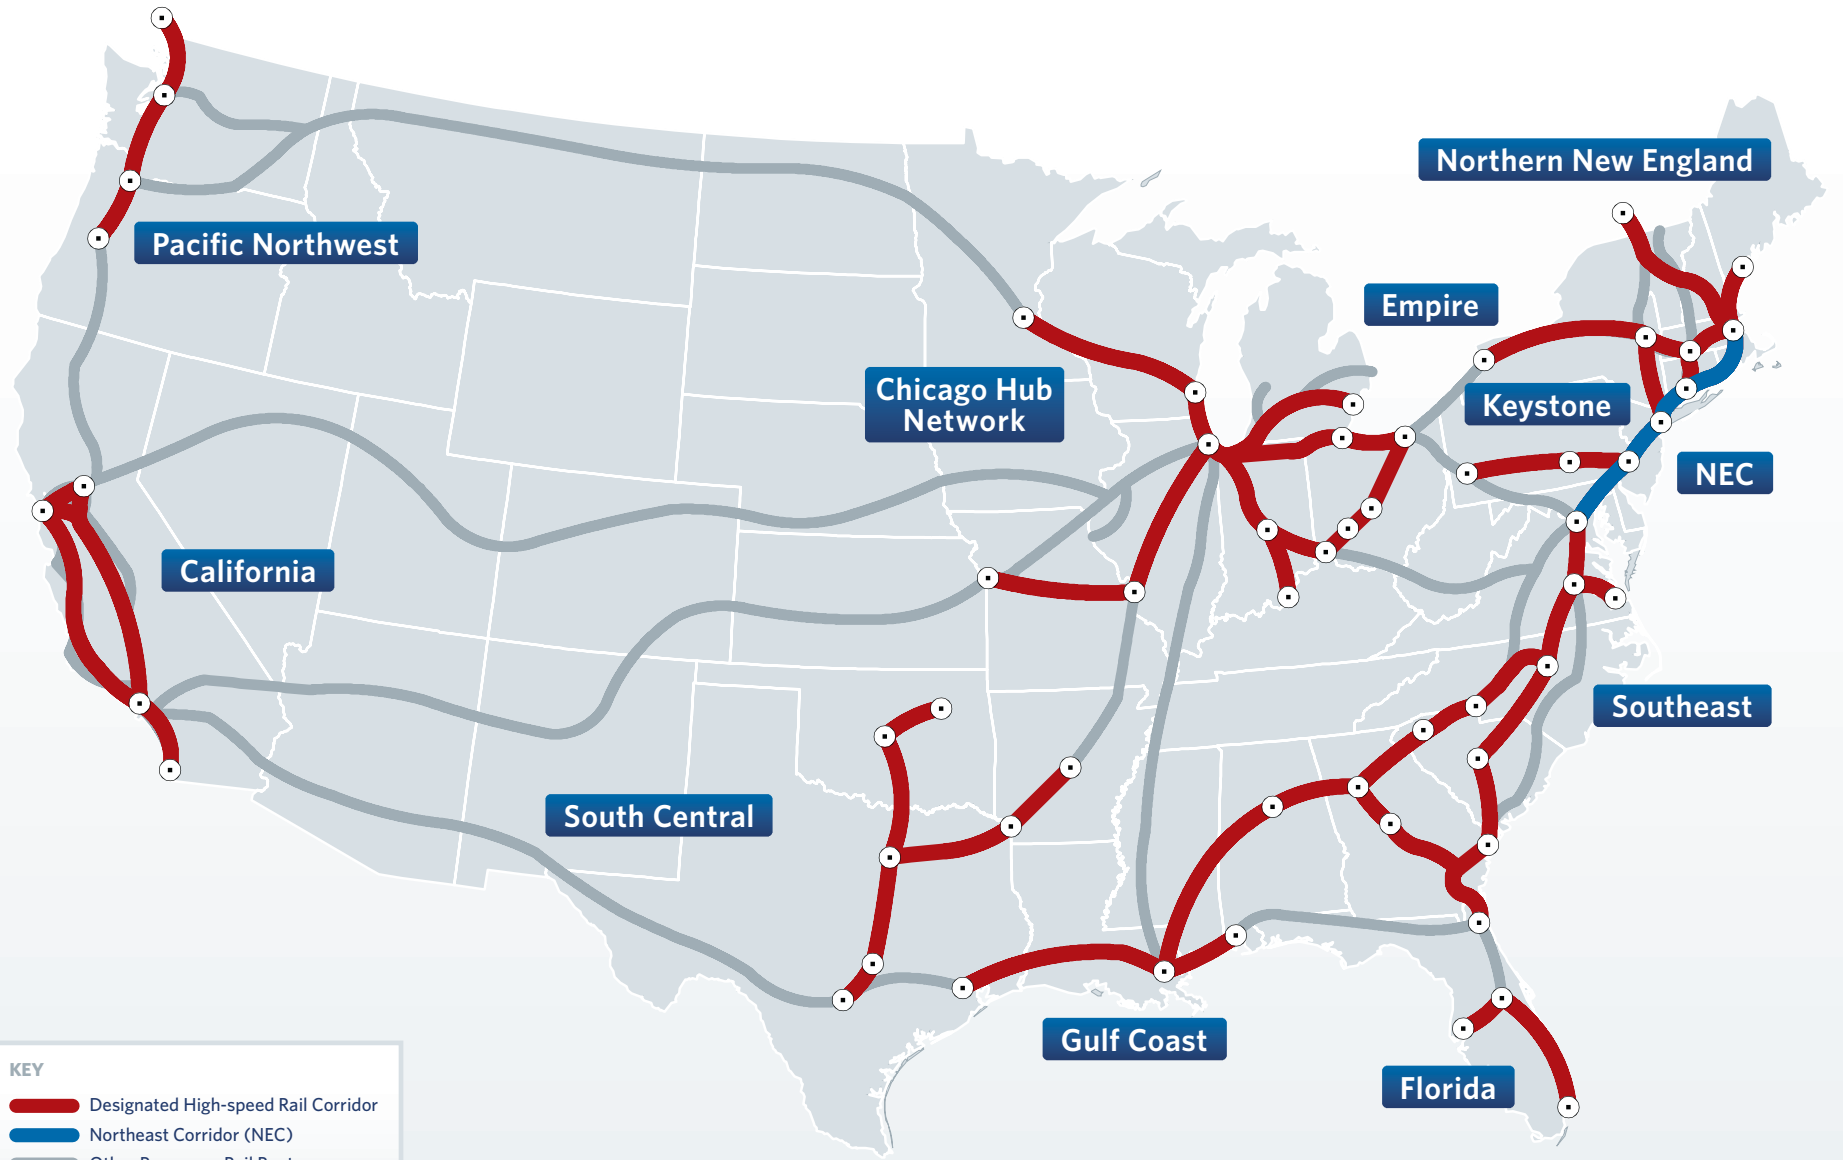 Northern New England
Pacific Northwest
Empire
Chicago Hub
Network
Keystone
NEC
California
Southeast
South Central
Gulf Coast
Florida
KEY
Designated High-speed Rail Corridor
Northeast Corridor (NEC)